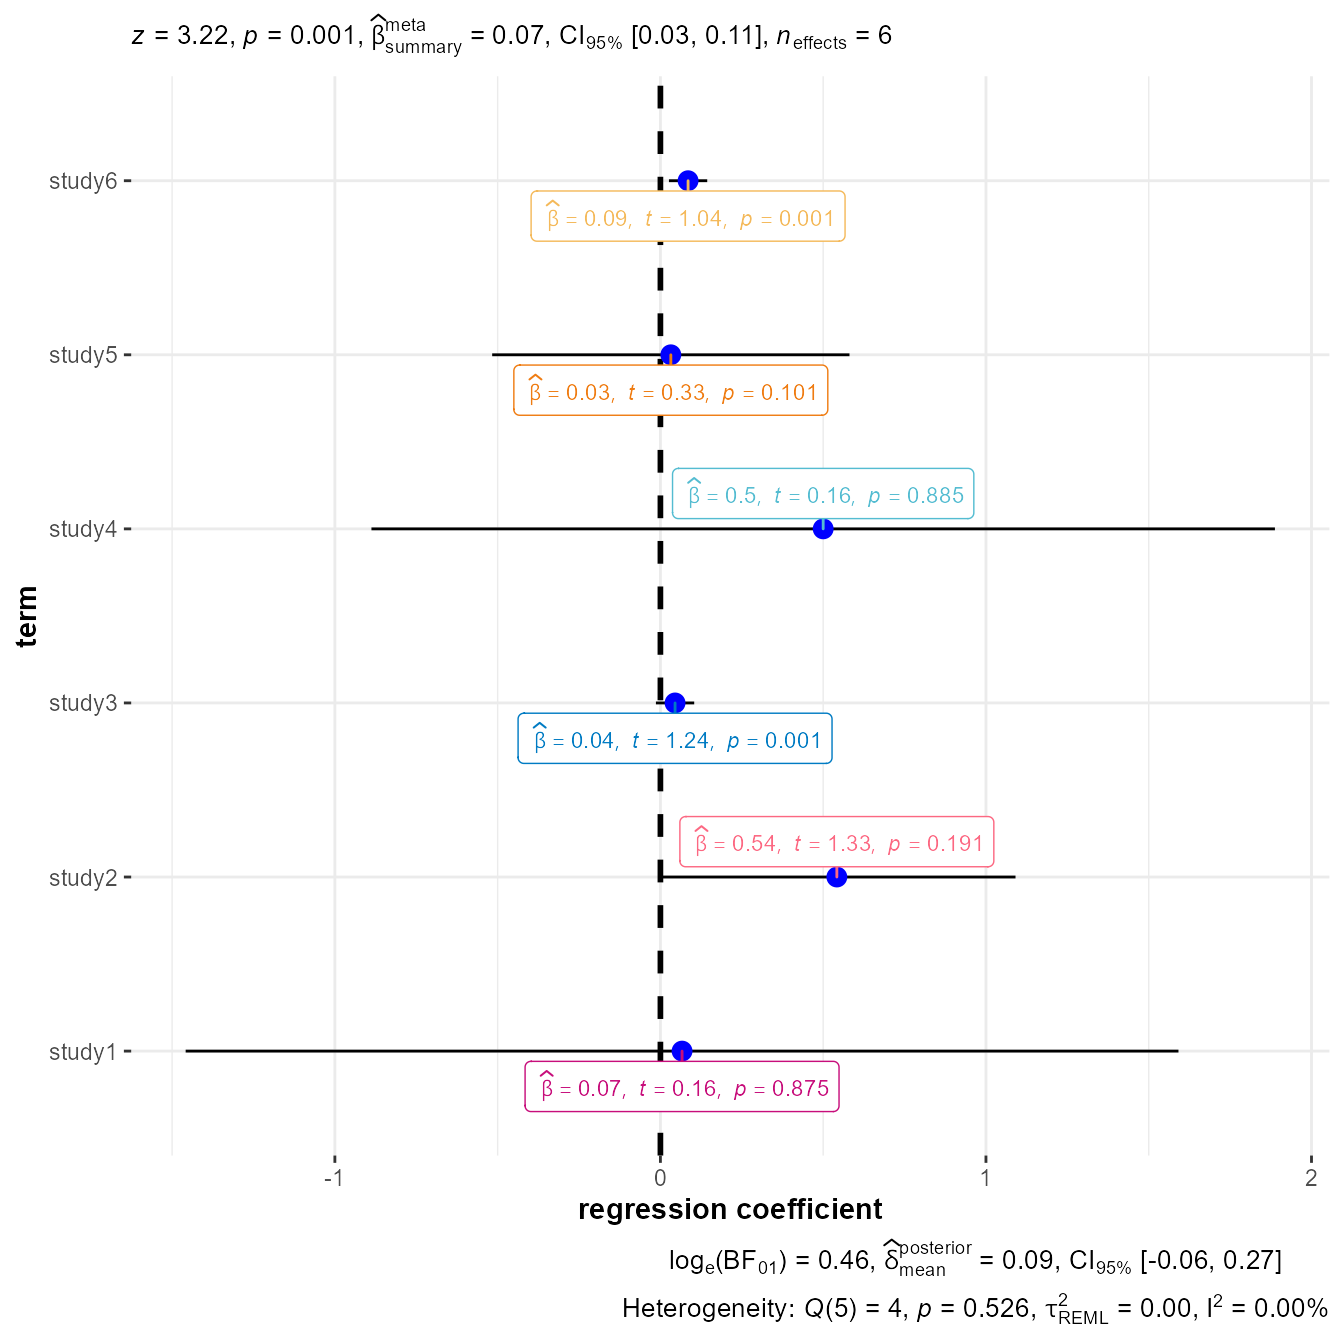 z = 3.22, p = 0.001, β̂ᵐᵉᵗᵃ summary = 0.07, CI95% [0.03, 0.11], neffects = 6
study6
β̂ = 0.09, t = 1.04, p = 0.001
study5
β̂ = 0.03, t = 0.33, p = 0.101
β̂ = 0.5, t = 0.16, p = 0.885
study4
term
study3
β̂ = 0.04, t = 1.24, p = 0.001
β̂ = 0.54, t = 1.33, p = 0.191
study2
study1
β̂ = 0.07, t = 0.16, p = 0.875
-1 0 1 2
regression coefficient
loge(BF01) = 0.46, δ̂ posterior mean = 0.09, CI95% [-0.06, 0.27]
Heterogeneity: Q(5) = 4, p = 0.526, τ²REML = 0.00, I² = 0.00%